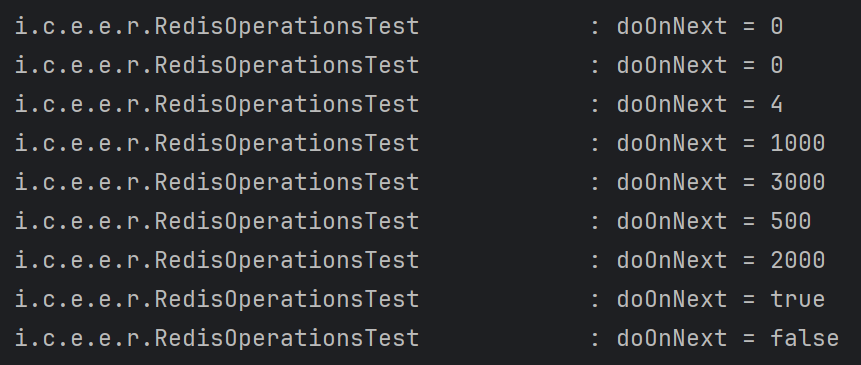 i.c.e.e.r.RedisOperationsTest : doOnNext = 0
i.c.e.e.r.RedisOperationsTest : doOnNext = 0
i.c.e.e.r.RedisOperationsTest : doOnNext = 4
i.c.e.e.r.RedisOperationsTest : doOnNext = 1000
i.c.e.e.r.RedisOperationsTest : doOnNext = 3000
i.c.e.e.r.RedisOperationsTest : doOnNext = 500
i.c.e.e.r.RedisOperationsTest : doOnNext = 2000
i.c.e.e.r.RedisOperationsTest : doOnNext = true
i.c.e.e.r.RedisOperationsTest : doOnNext = false